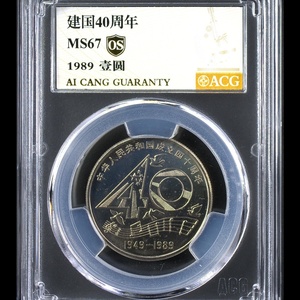 建国40周年
MS67 OS
1989 壹圆
AI CANG GUARANTY
ACG
中华人民共和国成立四十周年
40
1949-1989
ACG